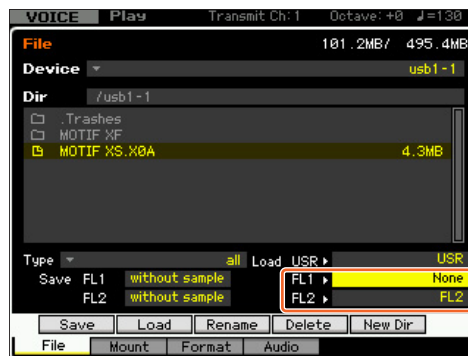 VOICE Play Transmit Ch:1 Octave:+0 ♩=130
File 101.2MB/ 495.4MB
Device usb1-1
Dir /usb1-1
.Trashes
MOTIF XF
MOTIF XS.X0A 4.3MB
Type all Load USR USR
Save FL1 without sample FL1 None
FL2 without sample FL2 FL2
Save Load Rename Delete New Dir
File Mount Format Audio